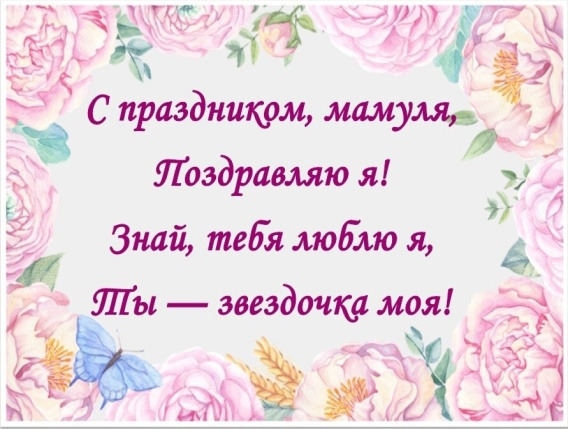 С праздником, мамуля,
Поздравляю я!
Знай, тебя люблю я,
Ты — звездочка моя!